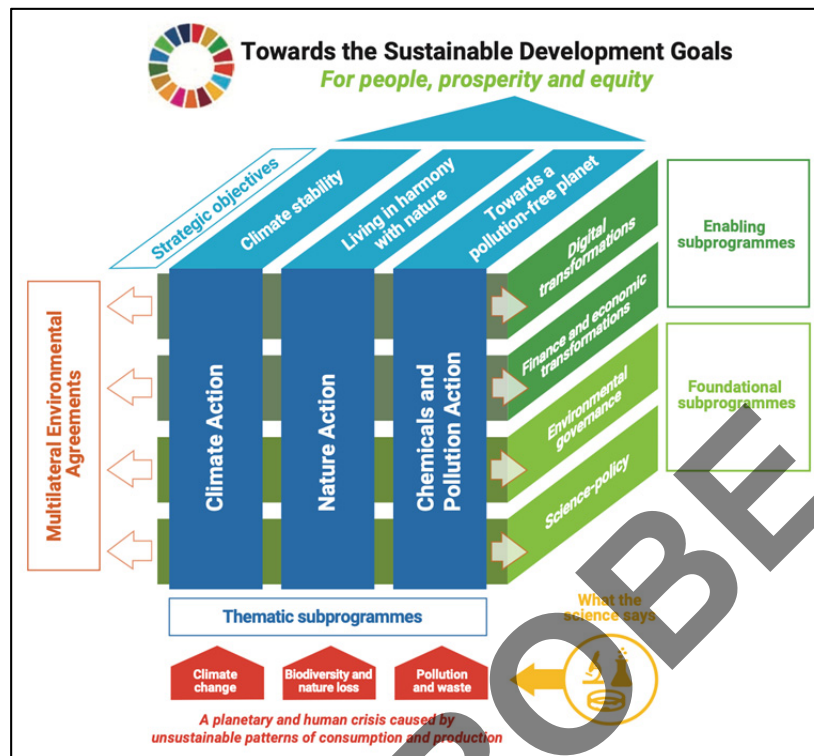 Towards the Sustainable Development Goals
For people, prosperity and equity
Strategic objectives
Climate stability
Living in harmony
with nature
Towards a
pollution-free planet
Digital
transformations
Finance and economic
transformations
Environmental
governance
Science-policy
Enabling
subprogrammes
Foundational
subprogrammes
Multilateral Environmental
Agreements
Climate Action
Nature Action
Chemicals and
Pollution Action
Thematic subprogrammes
What the
science says
Climate
change
Biodiversity and
nature loss
Pollution
and waste
A planetary and human crisis caused by
unsustainable patterns of consumption and production
OBE